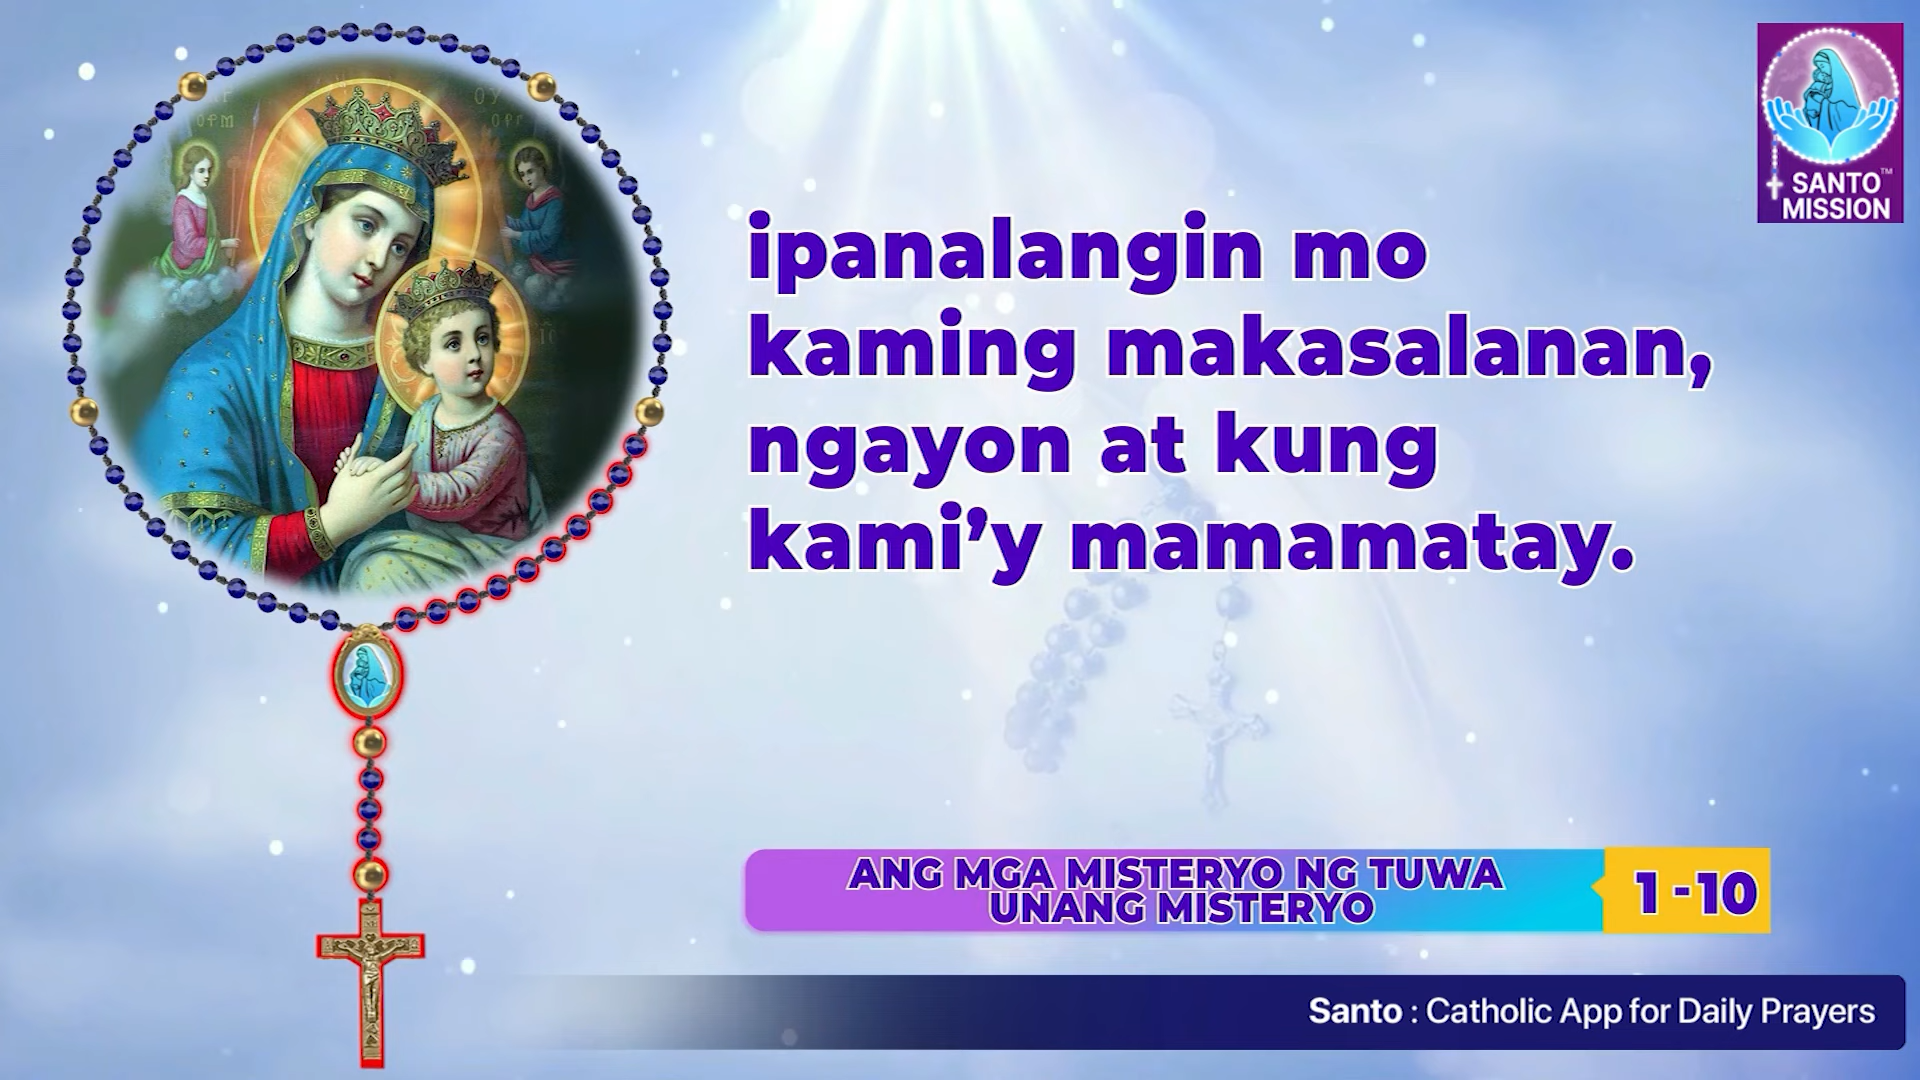 SANTO™
MISSION
ipanalangin mo
kaming makasalanan,
ngayon at kung
kami’y mamamatay.
ANG MGA MISTERYO NG TUWA
UNANG MISTERYO
1 - 10
Santo : Catholic App for Daily Prayers